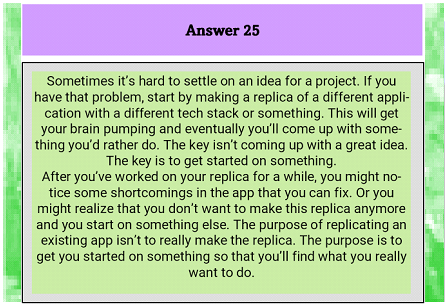 Answer 25
Sometimes it's hard to settle on an idea for a project. If you
have that problem, start by making a replica of a different appli-
cation with a different tech stack or something. This will get
your brain pumping and eventually you'll come up with some-
thing you'd rather do. The key isn't coming up with a great idea.
The key is to get started on something.
After you've worked on your replica for a while, you might no-
tice some shortcomings in the app that you can fix. Or you
might realize that you don't want to make this replica anymore
and you start on something else. The purpose of replicating an
existing app isn't to really make the replica. The purpose is to
get you started on something so that you'll find what you really
want to do.